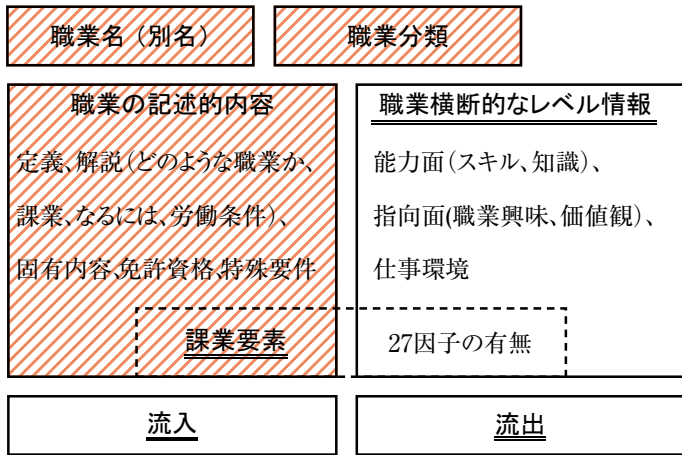 職業名（別名）
職業分類
職業の記述的内容
定義、解説（どのような職業か、
課業、なるには、労働条件）、
固有内容、免許資格、特殊要件
課業要素
職業横断的なレベル情報
能力面（スキル、知識）、
指向面(職業興味、価値観）、
仕事環境
27因子の有無
流入
流出